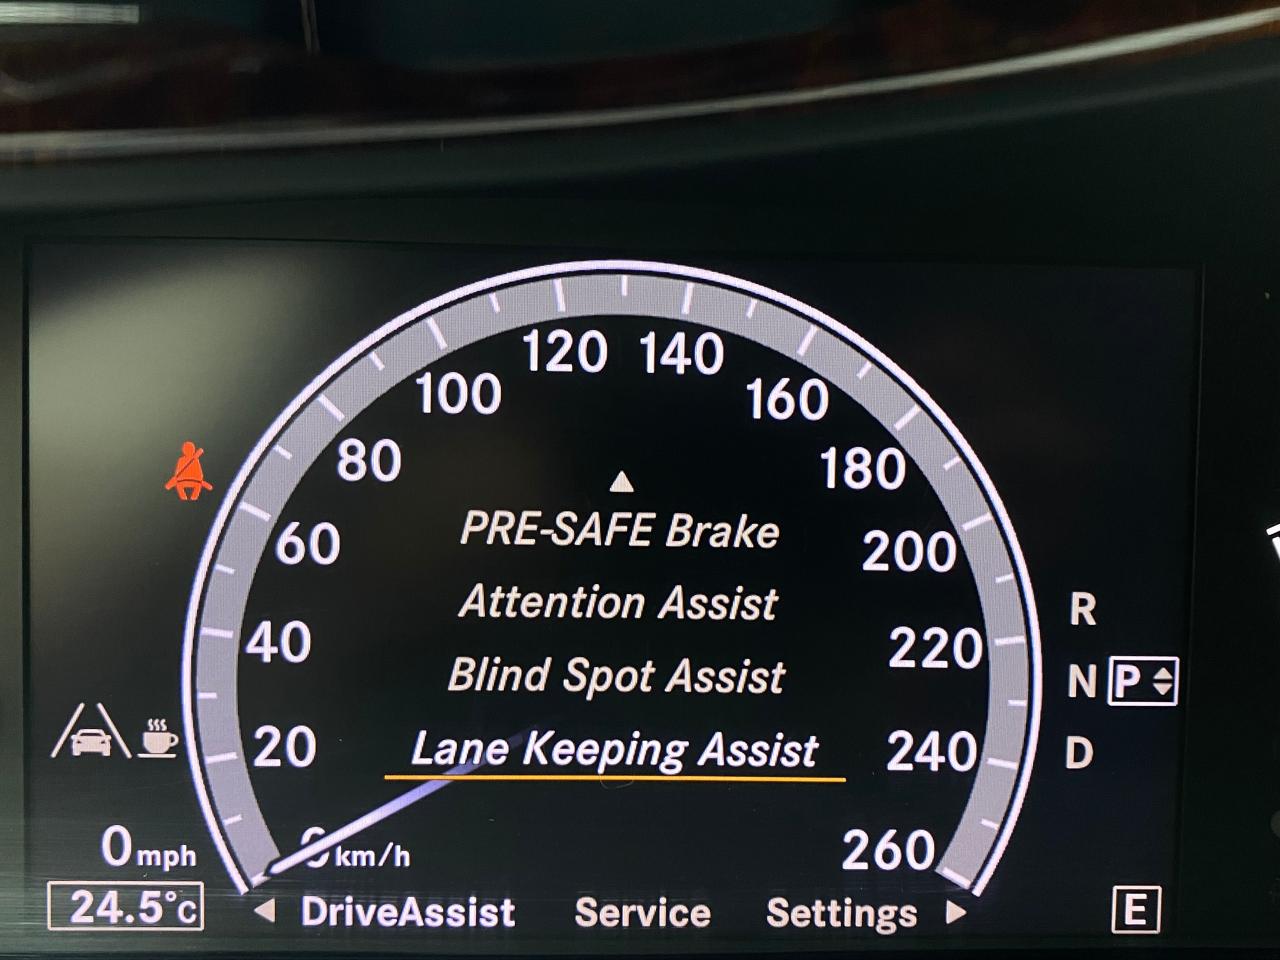 120 140
100 160
80 180
60 200
40 220
20 240
260
PRE-SAFE Brake
Attention Assist
Blind Spot Assist
Lane Keeping Assist
R
N P
D
0 mph
0 km/h
24.5°C
DriveAssist Service Settings
E